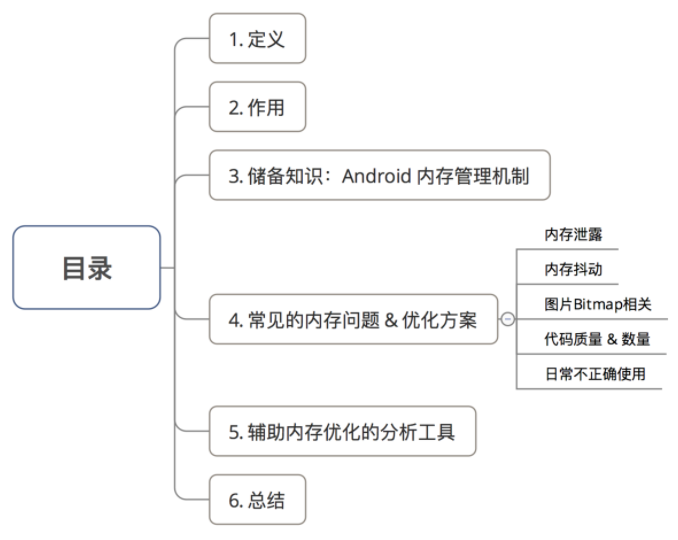 目录
1. 定义
2. 作用
3. 储备知识：Android 内存管理机制
4. 常见的内存问题 & 优化方案
内存泄露
内存抖动
图片Bitmap相关
代码质量 & 数量
日常不正确使用
5. 辅助内存优化的分析工具
6. 总结